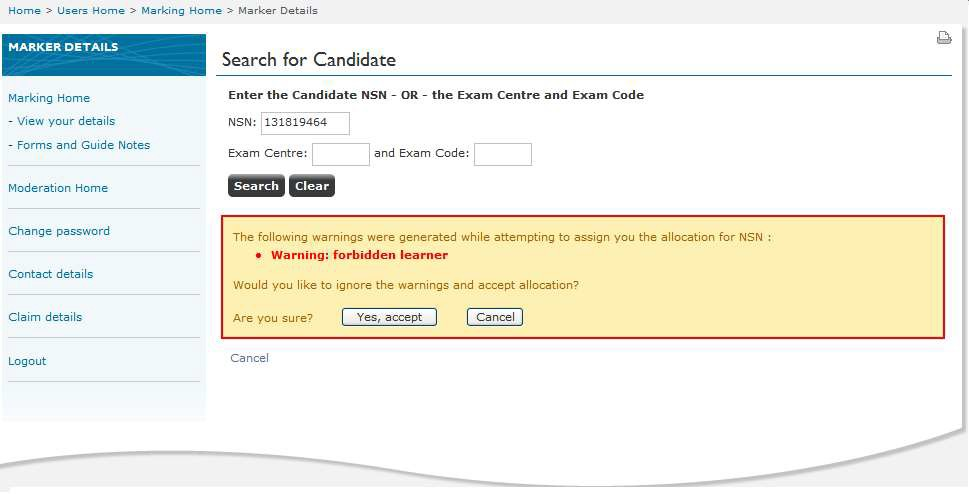 Home > Users Home > Marking Home > Marker Details
MARKER DETAILS
Marking Home
- View your details
- Forms and Guide Notes
Moderation Home
Change password
Contact details
Claim details
Logout
Search for Candidate
Enter the Candidate NSN - OR - the Exam Centre and Exam Code
NSN: 131819464
Exam Centre: and Exam Code:
Search Clear
The following warnings were generated while attempting to assign you the allocation for NSN :
• Warning: forbidden learner
Would you like to ignore the warnings and accept allocation?
Are you sure? Yes, accept Cancel
Cancel